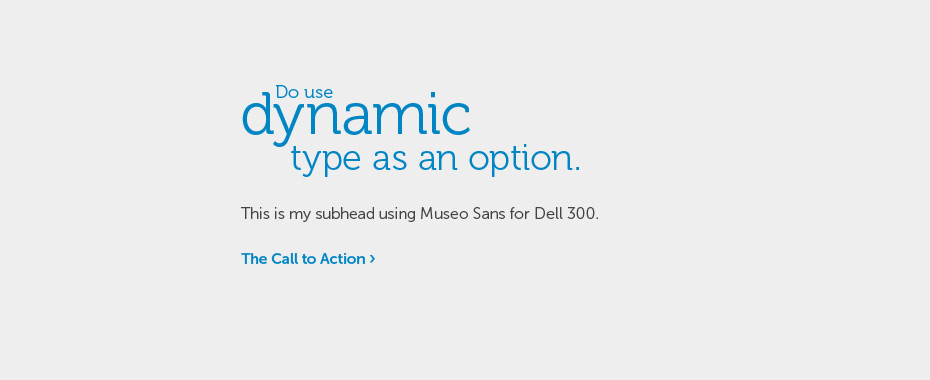 Do use
dynamic
type as an option.
This is my subhead using Museo Sans for Dell 300.
The Call to Action ›